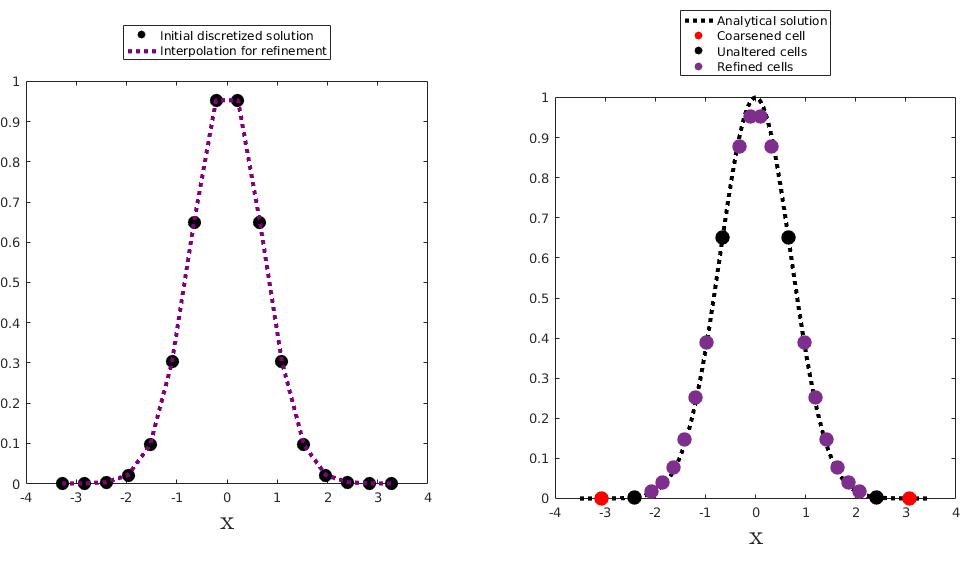 Initial discretized solution
Interpolation for refinement
1
0.9
0.8
0.7
0.6
0.5
0.4
0.3
0.2
0.1
0
-4 -3 -2 -1 0 1 2 3 4
x
Analytical solution
Coarsened cell
Unaltered cells
Refined cells
1
0.9
0.8
0.7
0.6
0.5
0.4
0.3
0.2
0.1
0
-4 -3 -2 -1 0 1 2 3 4
x